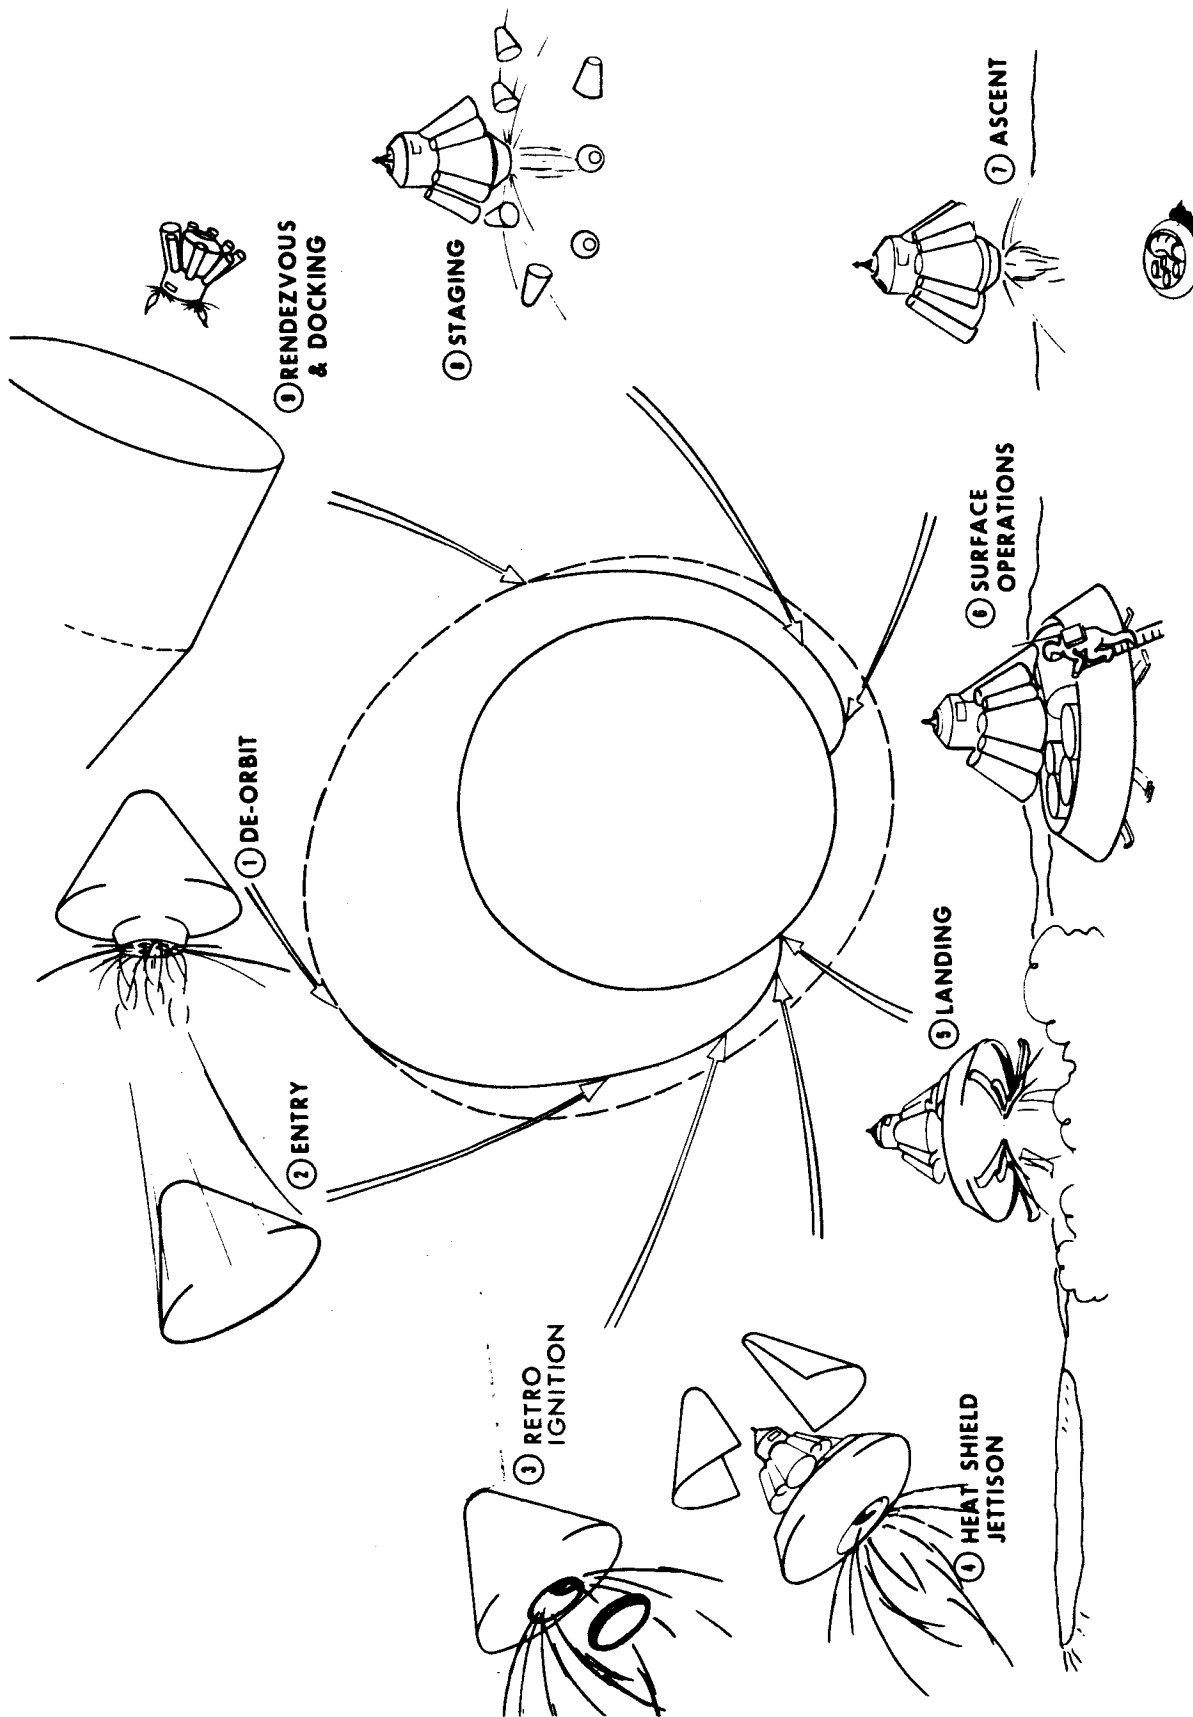 ① DE-ORBIT
② ENTRY
③ RETRO
IGNITION
④ HEAT SHIELD
JETTISON
⑤ LANDING
⑥ SURFACE
OPERATIONS
⑦ ASCENT
⑧ STAGING
⑨ RENDEZVOUS
& DOCKING